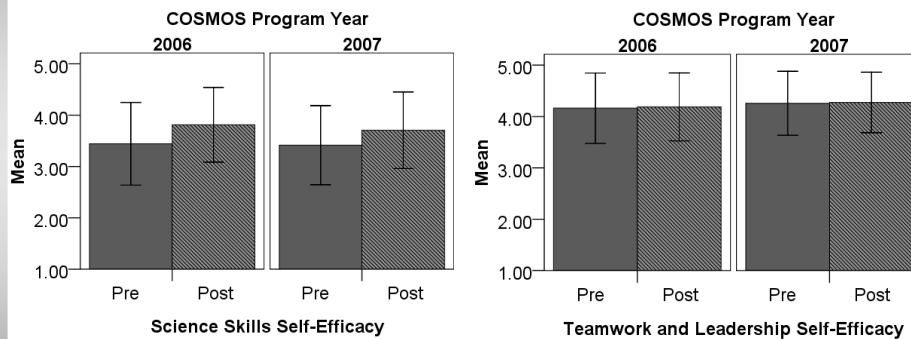 COSMOS Program Year
2006 2007
5.00
4.00
3.00
2.00
1.00
Mean
Pre Post Pre Post
Science Skills Self-Efficacy
COSMOS Program Year
2006 2007
5.00
4.00
3.00
2.00
1.00
Mean
Pre Post Pre Post
Teamwork and Leadership Self-Efficacy